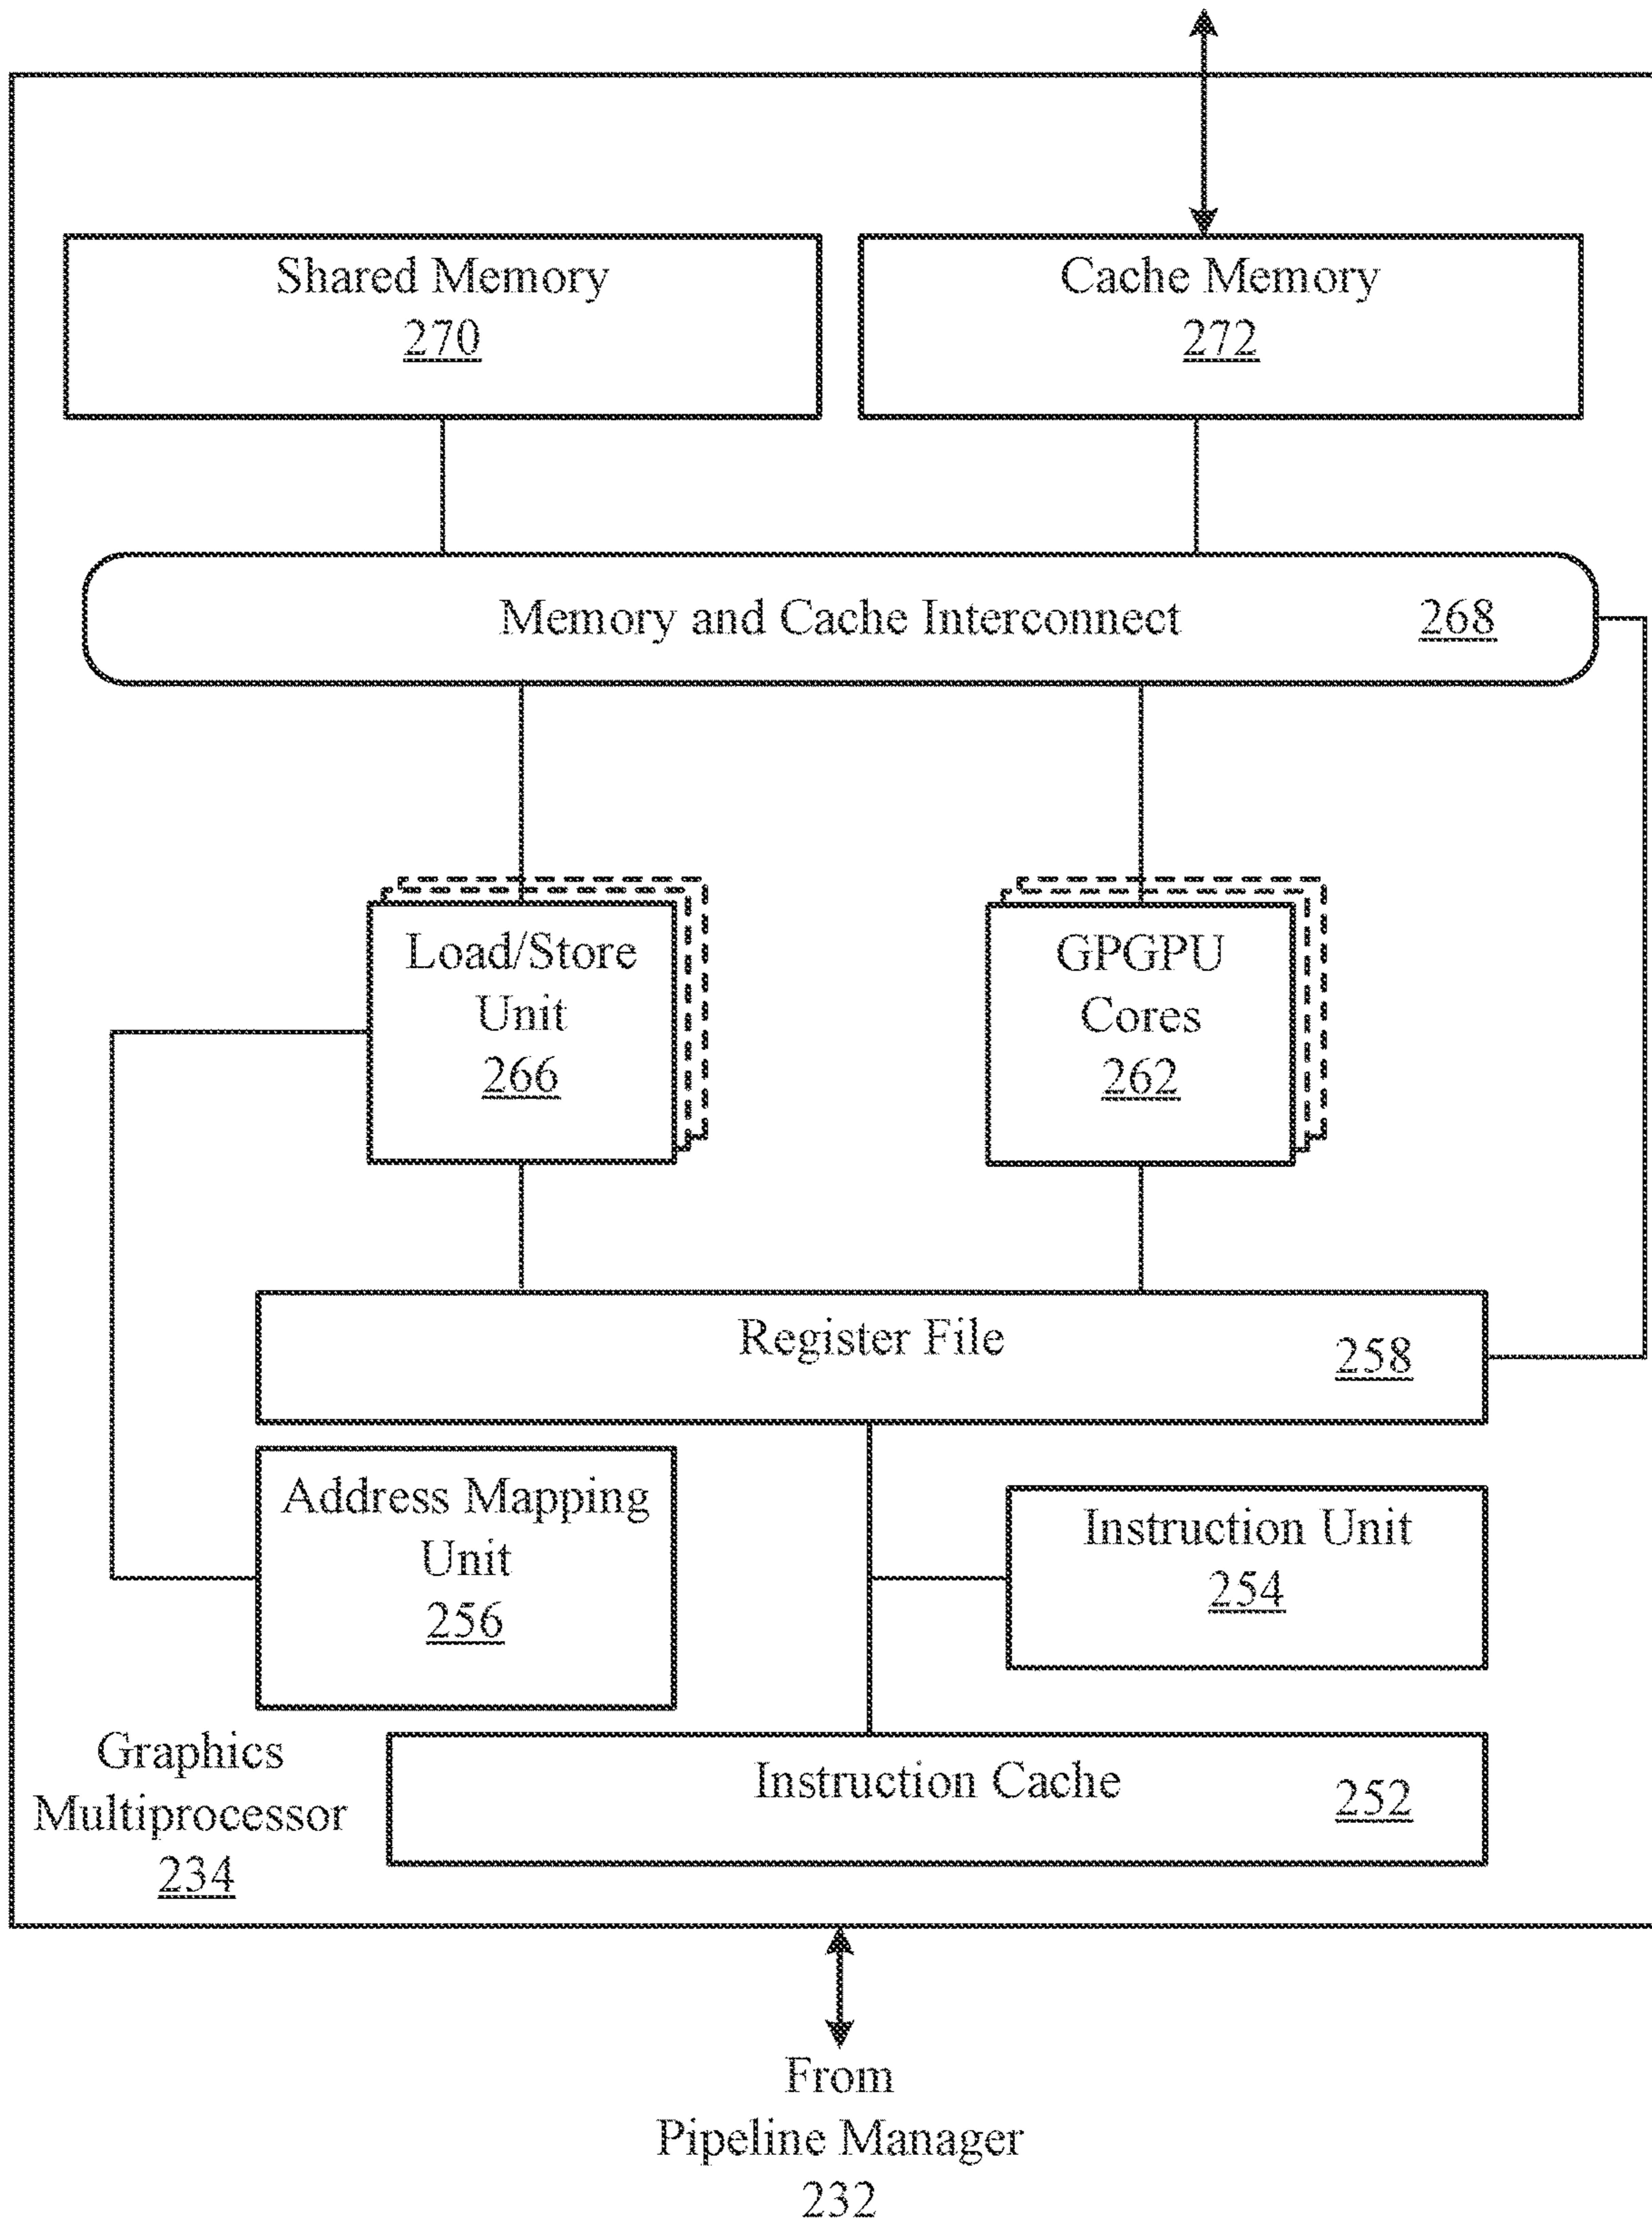 Shared Memory
270
Cache Memory
272
Memory and Cache Interconnect 268
Load/Store
Unit
266
GPGPU
Cores
262
Register File 258
Address Mapping
Unit
256
Instruction Unit
254
Graphics
Multiprocessor
234
Instruction Cache 252
From
Pipeline Manager
232